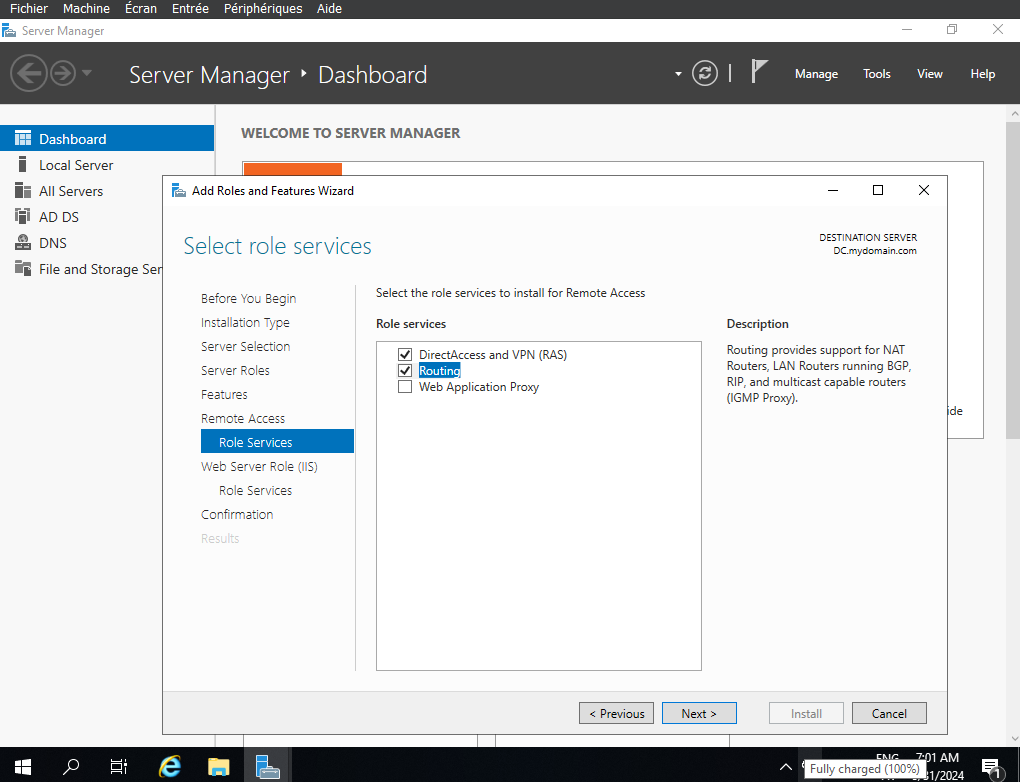 Fichier Machine Écran Entrée Périphériques Aide
Server Manager
Server Manager Dashboard
Manage Tools View Help
Dashboard
Local Server
All Servers
AD DS
DNS
File and Storage Ser
WELCOME TO SERVER MANAGER
Add Roles and Features Wizard
Select role services
DESTINATION SERVER
DC.mydomain.com
Before You Begin
Installation Type
Server Selection
Server Roles
Features
Remote Access
Role Services
Web Server Role (IIS)
Role Services
Confirmation
Results
Select the role services to install for Remote Access
Role services
DirectAccess and VPN (RAS)
Routing
Web Application Proxy
Description
Routing provides support for NAT
Routers, LAN Routers running BGP,
RIP, and multicast capable routers
(IGMP Proxy).
ide
< Previous
Next >
Install
Cancel
ENG
7:01 AM
/2024
Fully charged (100%)
1